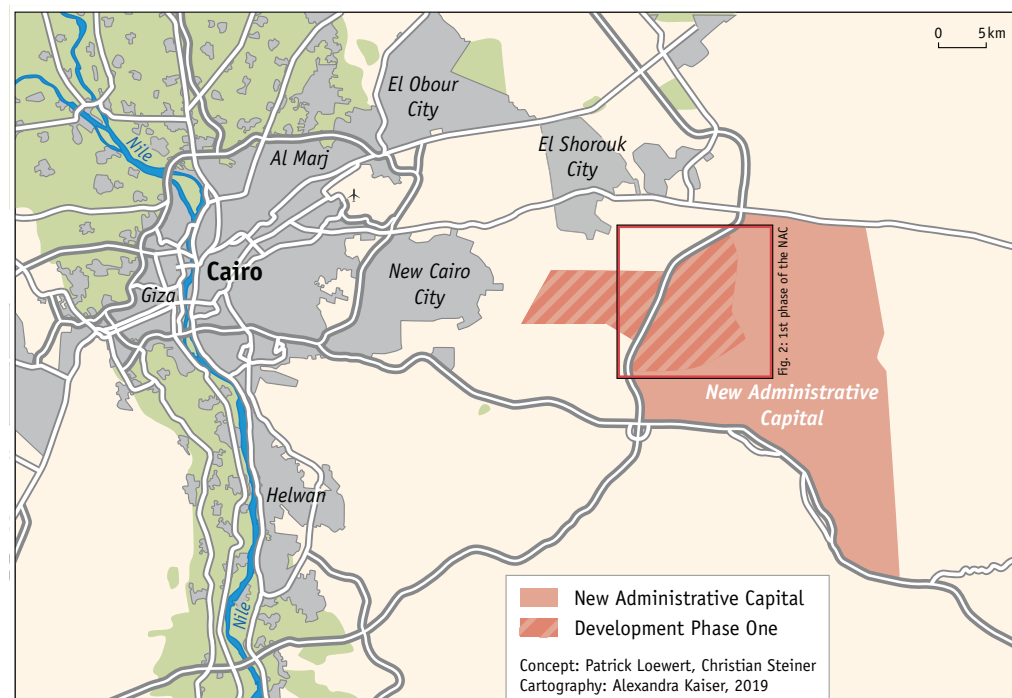 0 5 km
El Obour
City
Nile
Al Marj
El Shorouk
City
Cairo
New Cairo
City
Giza
Fig. 2: 1st phase of the NAC
New Administrative
Capital
Helwan
Nile
New Administrative Capital
Development Phase One
Concept: Patrick Loewert, Christian Steiner
Cartography: Alexandra Kaiser, 2019